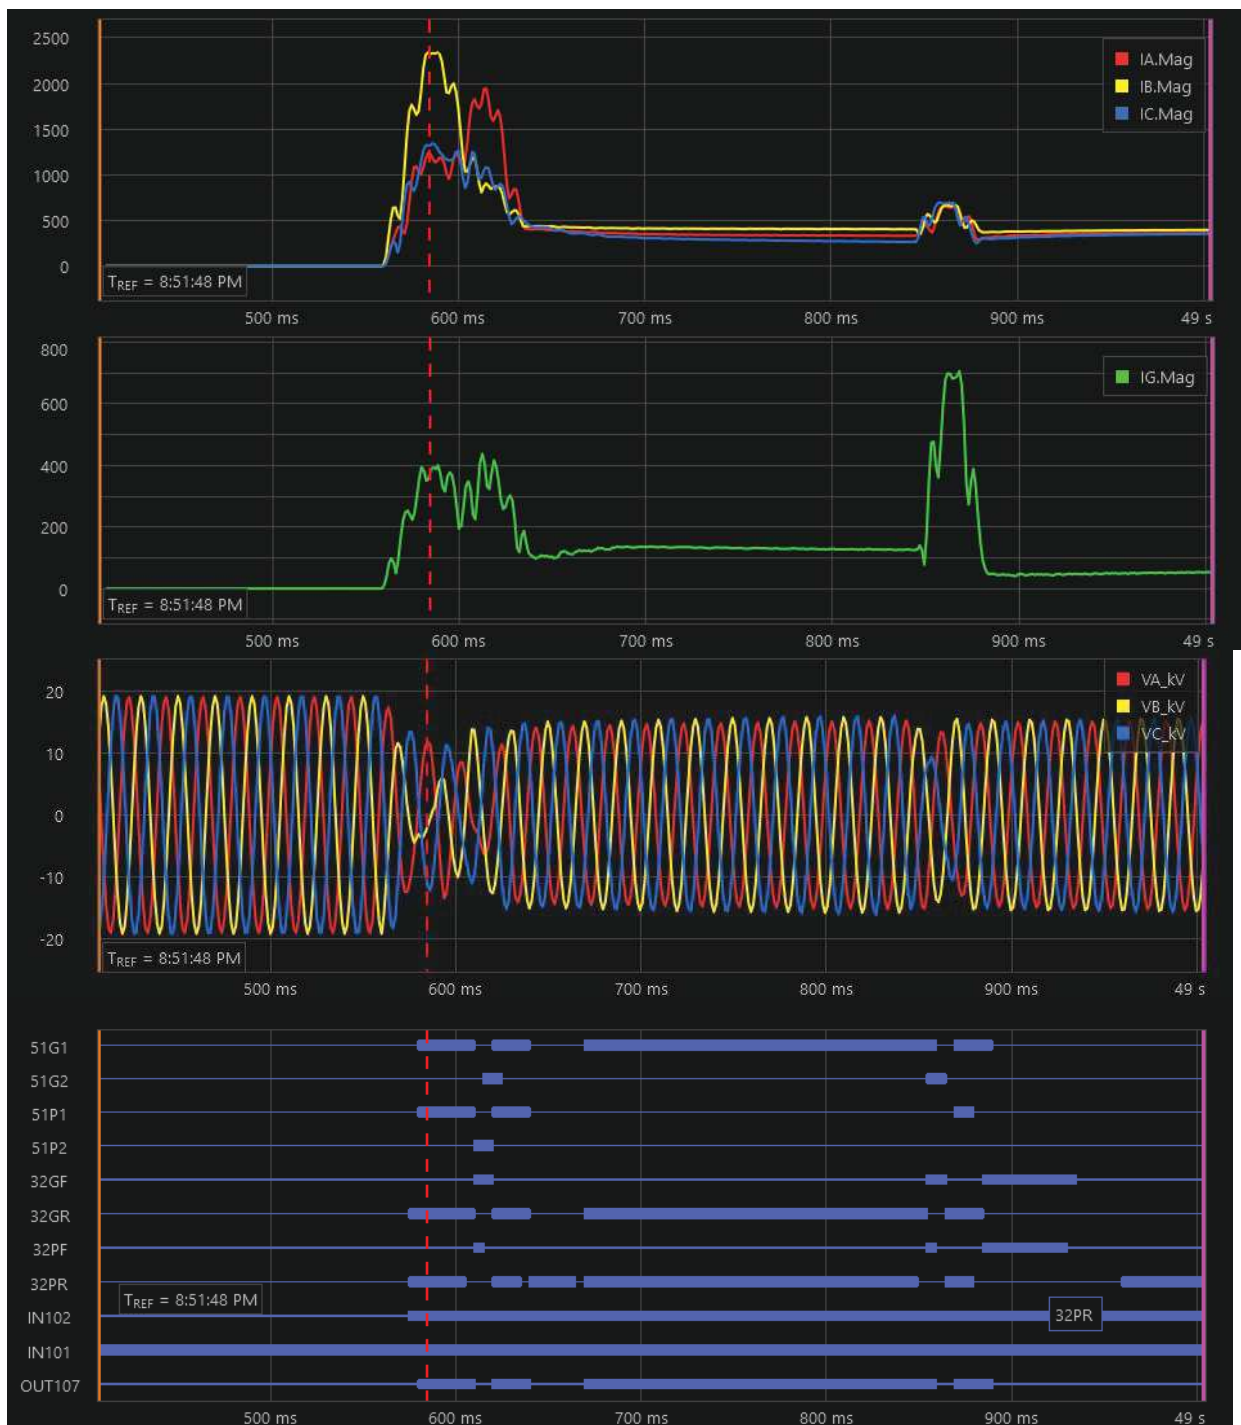 2500
2000
1500
1000
500
0
IA.Mag
IB.Mag
IC.Mag
TREF = 8:51:48 PM
500 ms 600 ms 700 ms 800 ms 900 ms 49 s
800
600
400
200
0
IG.Mag
TREF = 8:51:48 PM
500 ms 600 ms 700 ms 800 ms 900 ms 49 s
20
10
0
-10
-20
VA_kV
VB_kV
VC_kV
TREF = 8:51:48 PM
500 ms 600 ms 700 ms 800 ms 900 ms 49 s
51G1
51G2
51P1
51P2
32GF
32GR
32PF
32PR
TREF = 8:51:48 PM
IN102
32PR
IN101
OUT107
500 ms 600 ms 700 ms 800 ms 900 ms 49 s